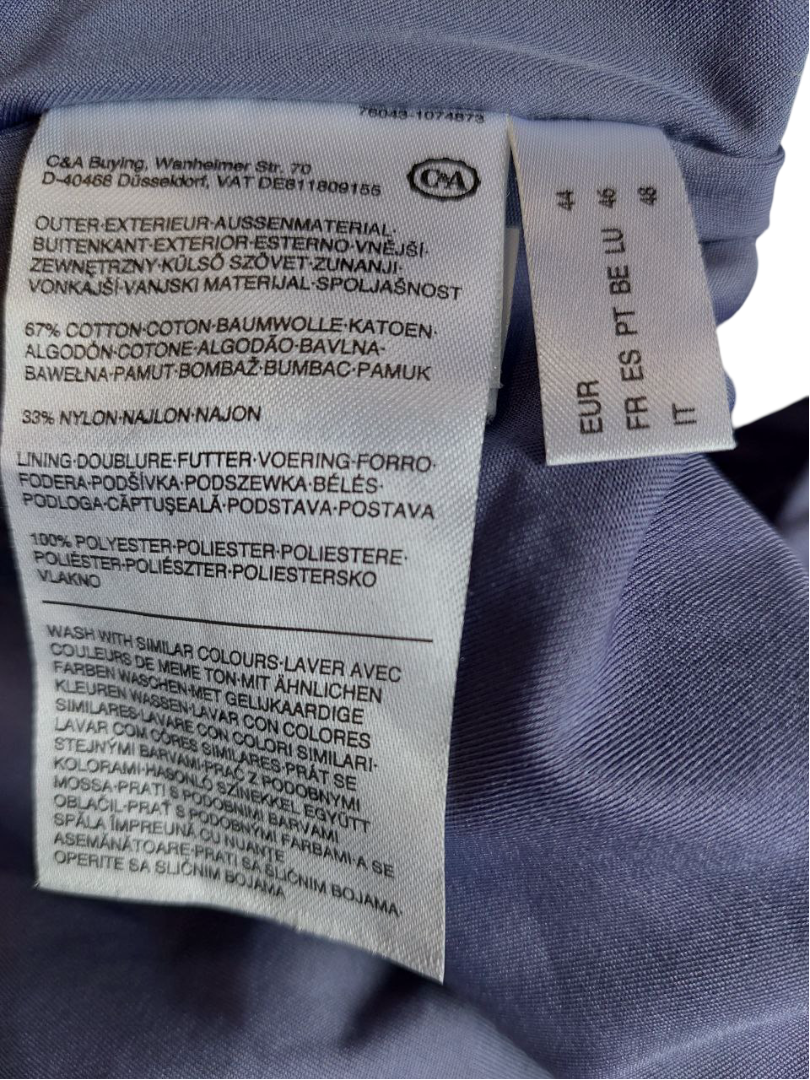 76043-1074873
C&A Buying, Wanheimer Str. 70
D-40468 Düsseldorf, VAT DE811809155
C&A
OUTER·EXTERIEUR·AUSSENMATERIAL·
BUITENKANT·EXTERIOR·ESTERNO·VNĚJŠÍ·
ZEWNĘTRZNY·KÜLSŐ SZÖVET·ZUNANJI·
VONKAJŠÍ·VANJSKI MATERIJAL·SPOLJAŠNOST
67% COTTON·COTON·BAUMWOLLE·KATOEN·
ALGODÓN·COTONE·ALGODÃO·BAVLNA·
BAWEŁNA·PAMUT·BOMBAŽ·BUMBAC·PAMUK
33% NYLON·NAJLON·NAJON
LINING·DOUBLURE·FUTTER·VOERING·FORRO·
FODERA·PODŠÍVKA·PODSZEWKA·BÉLÉS·
PODLOGA·CĂPTUŞEALĂ·PODSTAVA·POSTAVA
100% POLYESTER·POLIESTER·POLIESTERE·
POLIÉSTER·POLIÉSZTER·POLIESTERSKO
VLAKNO
WASH WITH SIMILAR COLOURS·LAVER AVEC
COULEURS DE MEME TON·MIT ÄHNLICHEN
FARBEN WASCHEN·MET GELIJKAARDIGE
KLEUREN WASSEN·LAVAR CON COLORES
SIMILARES·LAVARE CON COLORI SIMILARI·
LAVAR COM CÔRES SIMILARES·PRÁT SE
STEJNÝMI BARVAMI·PRAĆ Z PODOBNYMI
KOLORAMI·HASONLÓ SZÍNEKKEL EGYÜTT
MOSSA·PRATI S PODOBNIMI BARVAMI
OBLAČIL·PRAŤ S PODOBNÝMI FARBAMI·A SE
SPĂLA ÎMPREUNĂ CU NUANŢE
ASEMĂNĂTOARE·PRATI SA SLIČNIM BOJAMA·
OPERITE SA SLIČNIM BOJAMA
EUR 44
FR ES PT BE LU 46
IT 48